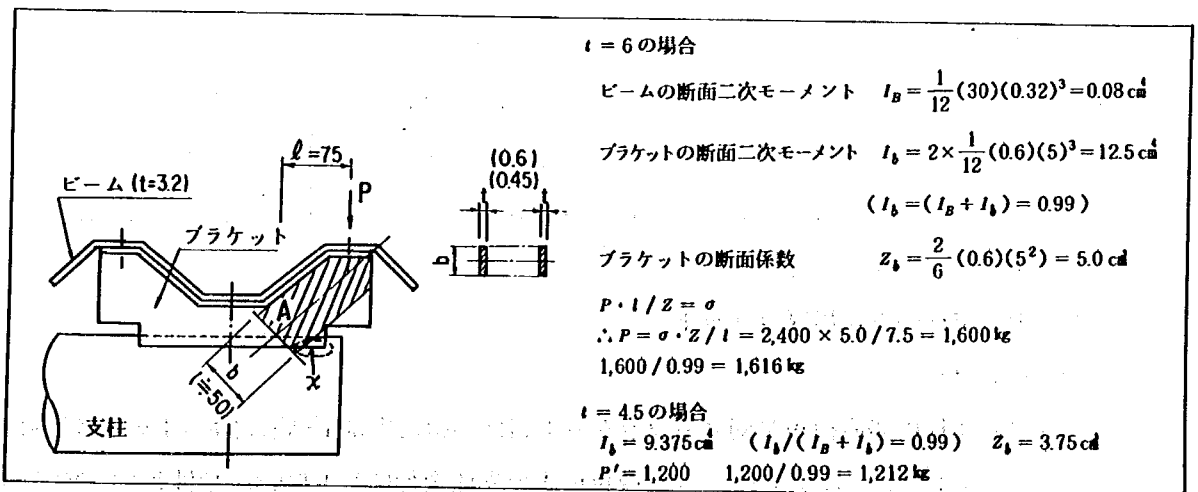 t = 6 の場合
ビームの断面二次モーメント I_B = 1/12 (30)(0.32)³ = 0.08 cm⁴
ブラケットの断面二次モーメント I_b = 2 × 1/12 (0.6)(5)³ = 12.5 cm⁴
( I_b = ( I_B + I_b ) = 0.99 )
ブラケットの断面係数 Z_b = 2/6 (0.6)(5²) = 5.0 cm³
P・l / Z = σ
∴ P = σ・Z / l = 2,400 × 5.0 / 7.5 = 1,600 kg
1,600 / 0.99 = 1,616 kg
t = 4.5 の場合
I_b = 9.375 cm⁴ ( I_b / ( I_B + I_b ) = 0.99 ) Z_b = 3.75 cm³
P' = 1,200 1,200 / 0.99 = 1,212 kg
ℓ = 75
P
(0.6)
(0.45)
ビーム (t=3.2)
ブラケット
b
A
b
(≒50)
x
支柱